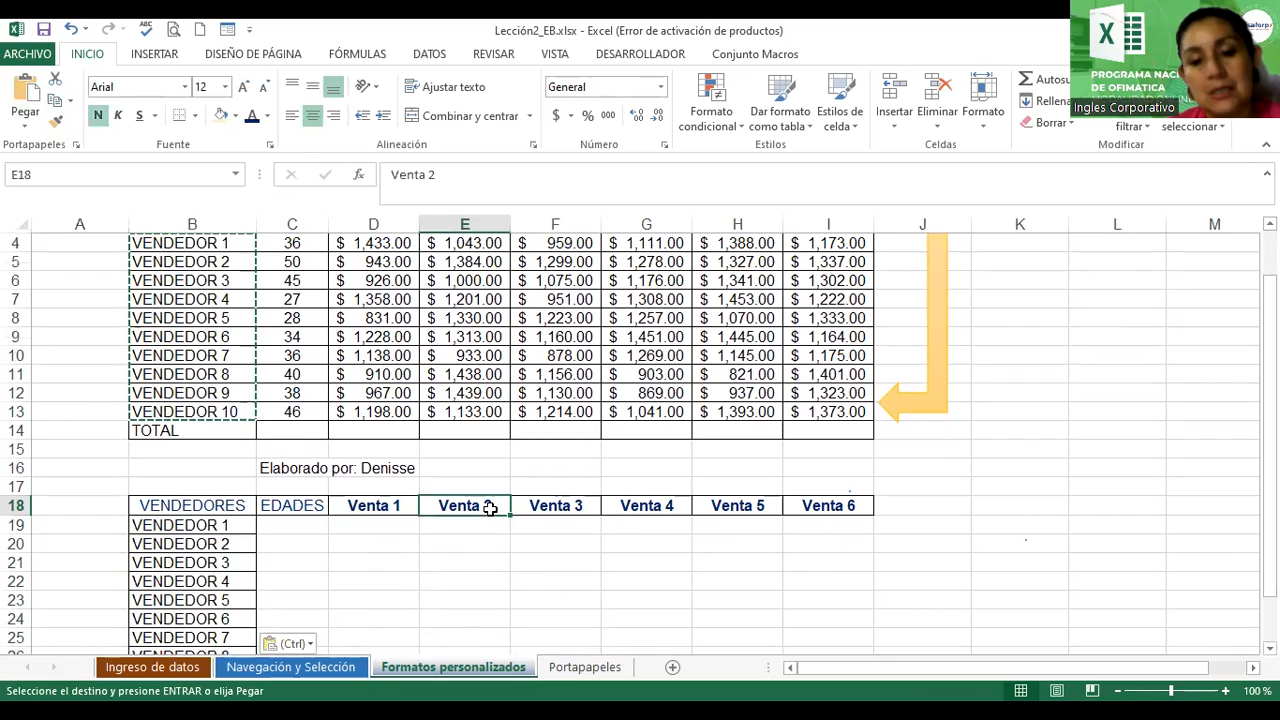 Lección2_EB.xlsx - Excel (Error de activación de productos)
ARCHIVO INICIO INSERTAR DISEÑO DE PÁGINA FÓRMULAS DATOS REVISAR VISTA DESARROLLADOR Conjunto Macros
PROGRAMA
DE OFIMÁTICA
Ingles Corporativo
Pegar
Arial 12
N K S
Ajustar texto
Combinar y centrar
General
$ % 000
Formato condicional
Dar formato como tabla
Estilos de celda
Insertar Eliminar Formato
Rellena
Borrar
filtrar seleccionar
Portapapeles Fuente Alineación Número Estilos Celdas Modificar
E18 fx Venta 2
A B C D E F G H I J K L M
4 VENDEDOR 1 36 $ 1,433.00 $ 1,043.00 $ 959.00 $ 1,111.00 $ 1,388.00 $ 1,173.00
5 VENDEDOR 2 50 $ 943.00 $ 1,384.00 $ 1,299.00 $ 1,278.00 $ 1,327.00 $ 1,337.00
6 VENDEDOR 3 45 $ 926.00 $ 1,000.00 $ 1,075.00 $ 1,176.00 $ 1,341.00 $ 1,302.00
7 VENDEDOR 4 27 $ 1,358.00 $ 1,201.00 $ 951.00 $ 1,308.00 $ 1,453.00 $ 1,222.00
8 VENDEDOR 5 28 $ 831.00 $ 1,330.00 $ 1,223.00 $ 1,257.00 $ 1,070.00 $ 1,333.00
9 VENDEDOR 6 34 $ 1,228.00 $ 1,313.00 $ 1,160.00 $ 1,451.00 $ 1,445.00 $ 1,164.00
10 VENDEDOR 7 36 $ 1,138.00 $ 933.00 $ 878.00 $ 1,269.00 $ 1,145.00 $ 1,175.00
11 VENDEDOR 8 40 $ 910.00 $ 1,438.00 $ 1,156.00 $ 903.00 $ 821.00 $ 1,401.00
12 VENDEDOR 9 38 $ 967.00 $ 1,439.00 $ 1,130.00 $ 869.00 $ 937.00 $ 1,323.00
13 VENDEDOR 10 46 $ 1,198.00 $ 1,133.00 $ 1,214.00 $ 1,041.00 $ 1,393.00 $ 1,373.00
14 TOTAL
15
16 Elaborado por: Denisse
17
18 VENDEDORES EDADES Venta 1 Venta Venta 3 Venta 4 Venta 5 Venta 6
19 VENDEDOR 1
20 VENDEDOR 2
21 VENDEDOR 3
22 VENDEDOR 4
23 VENDEDOR 5
24 VENDEDOR 6
25 VENDEDOR 7
(Ctrl)
Ingreso de datos Navegación y Selección Formatos personalizados Portapapeles
Seleccione el destino y presione ENTRAR o elija Pegar 100 %